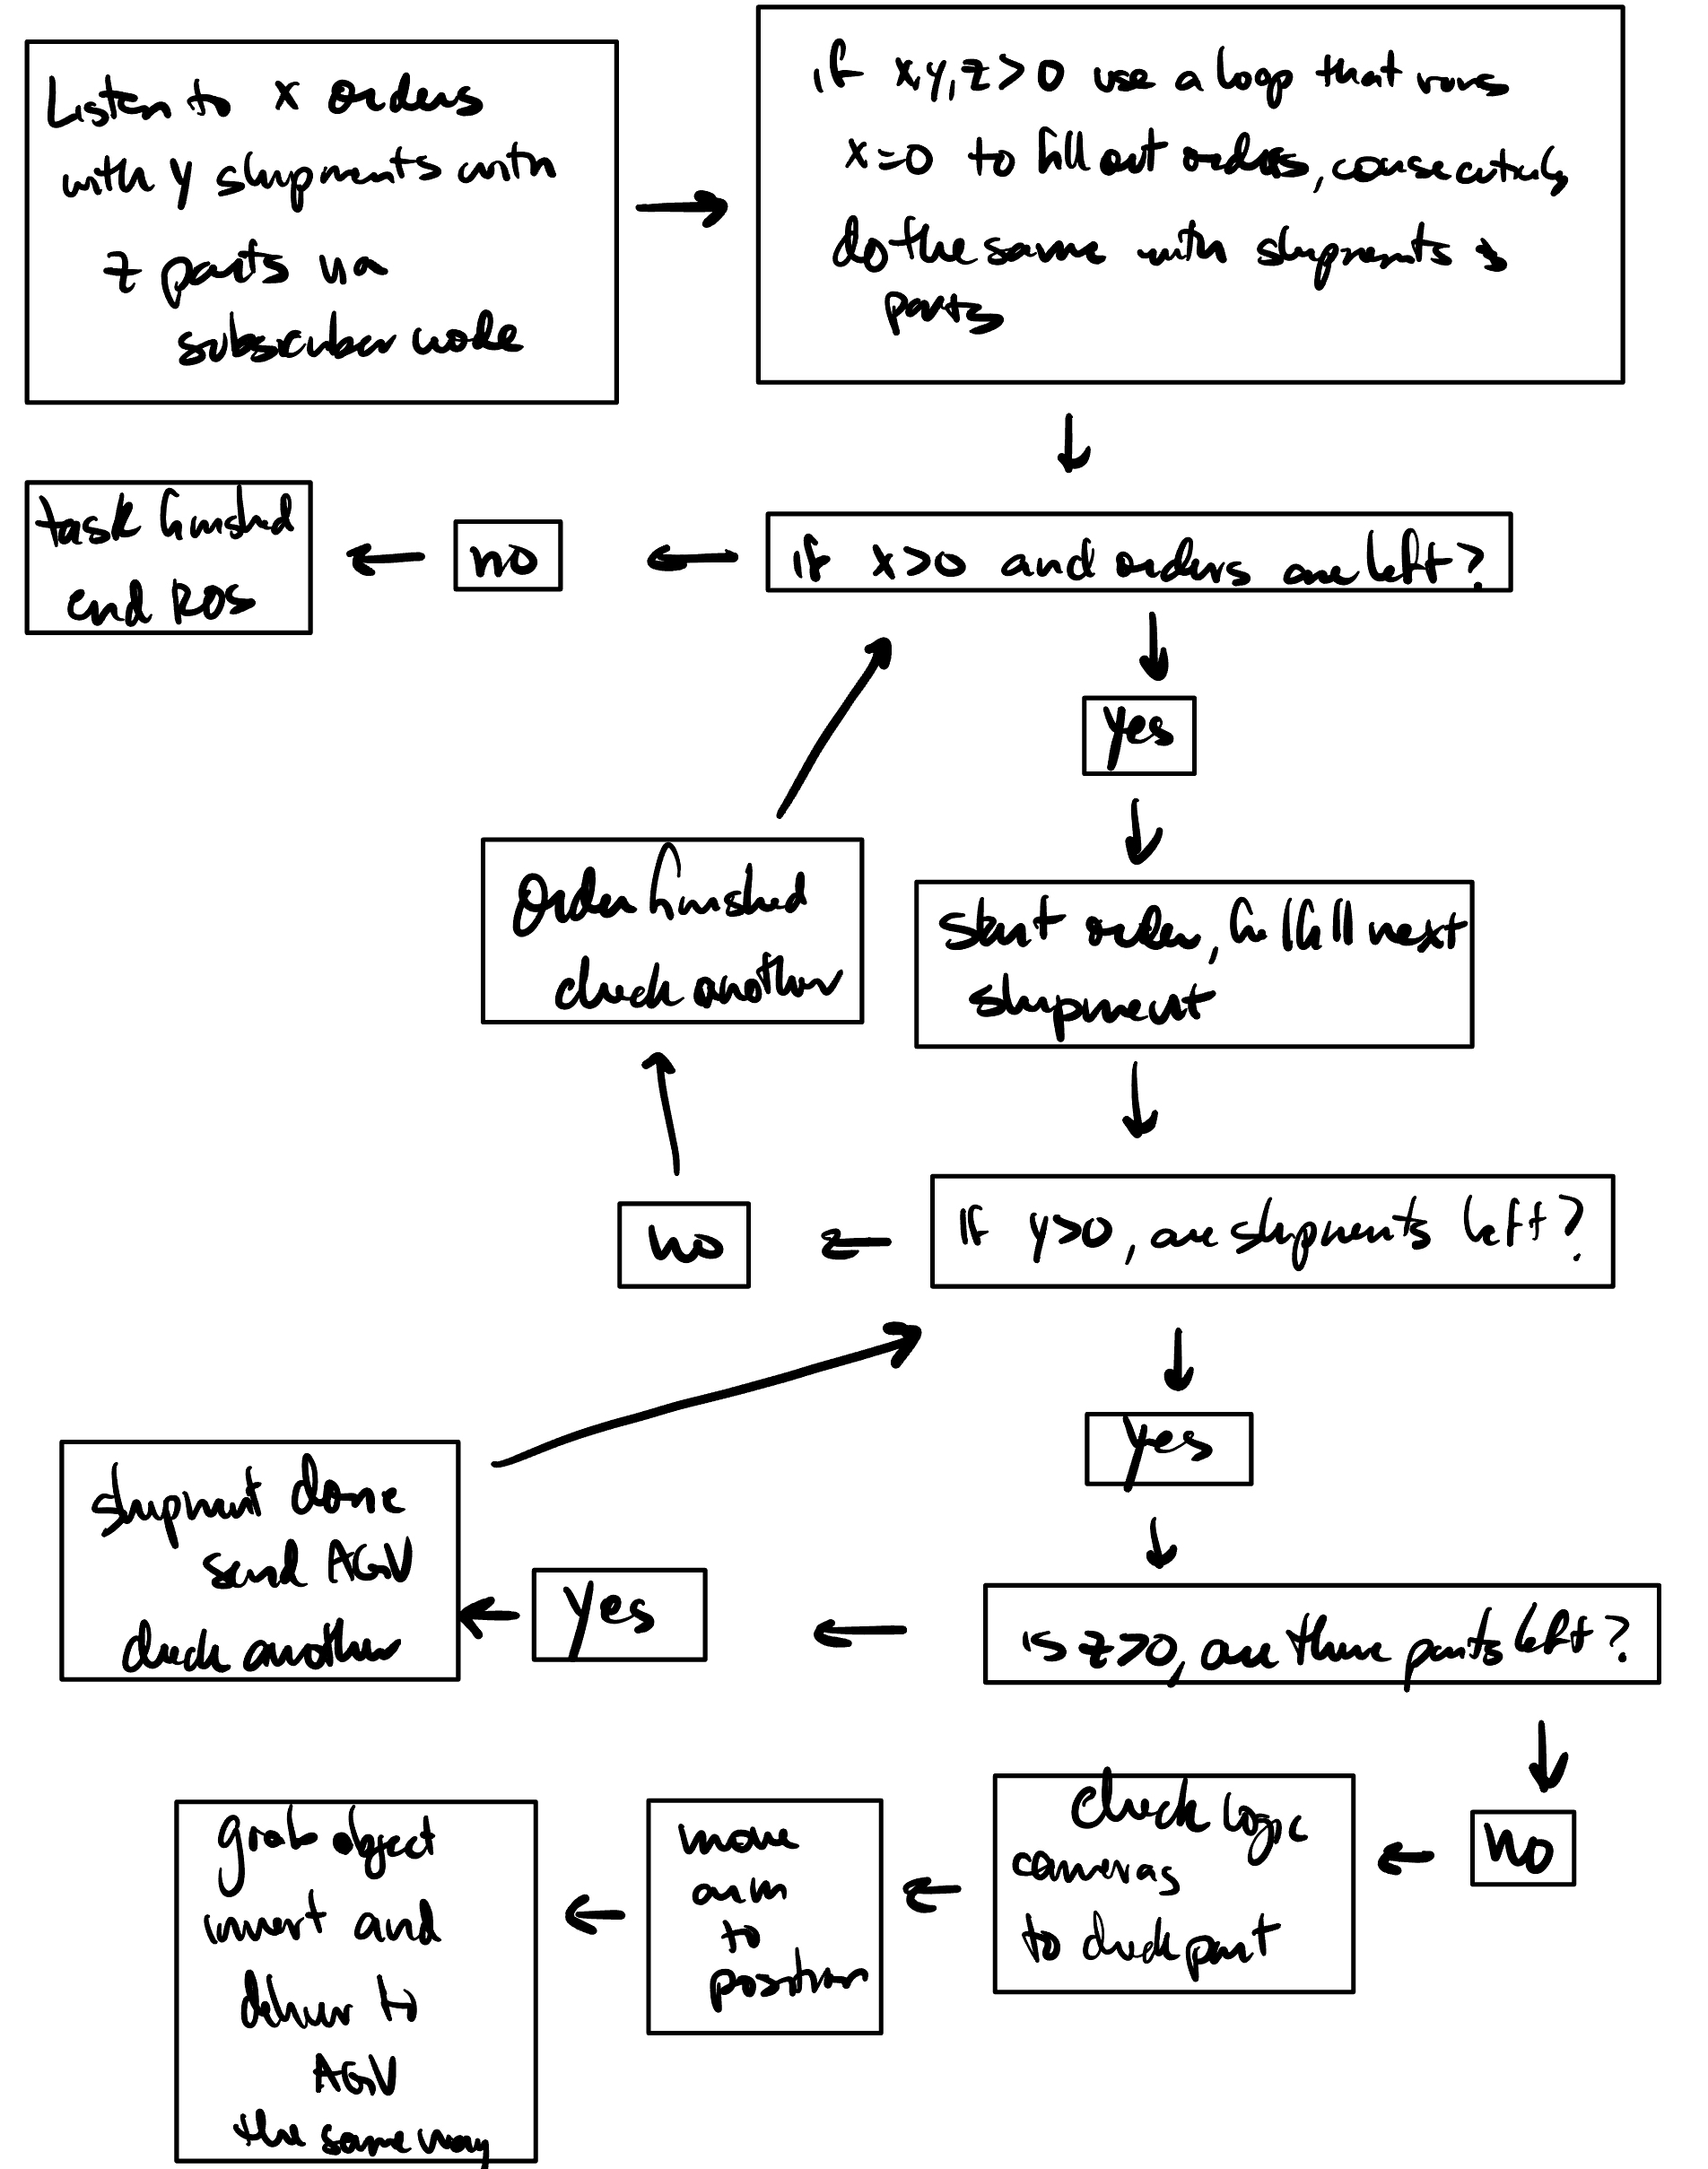 Listen to x orders
with y shipments with
z parts via
subscriber node
if x,y,z>0 use a loop that runs
x=0 to fill out orders, consecutively
do the same with shipments &
parts
if x>0 and orders are left?
no
task finished
end ROS
yes
Order finished
check another
start order, fulfill next
shipment
If y>0, are shipments left?
no
yes
shipment done
send AGV
check another
yes
is z>0, are there parts left?
no
check logic
cameras
to check part
move
arm
to
position
grab object
invert and
deliver to
AGV
the same way